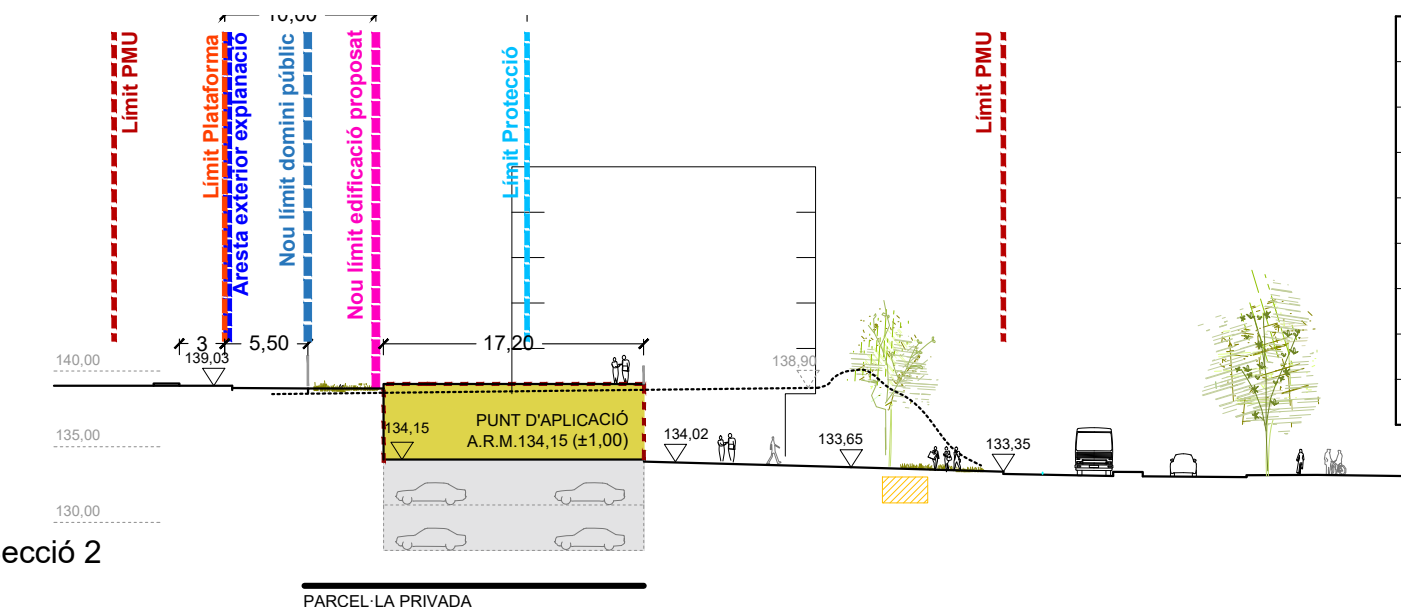 10,00
Límit PMU
Límit Plataforma
Aresta exterior explanació
Nou límit domini públic
Nou límit edificació proposat
Límit Protecció
Límit PMU
3
5,50
17,20
139,03
140,00
138,90
135,00
134,15
PUNT D'APLICACIÓ
A.R.M.134,15 (±1,00)
134,02
133,65
133,35
130,00
ecció 2
PARCEL·LA PRIVADA